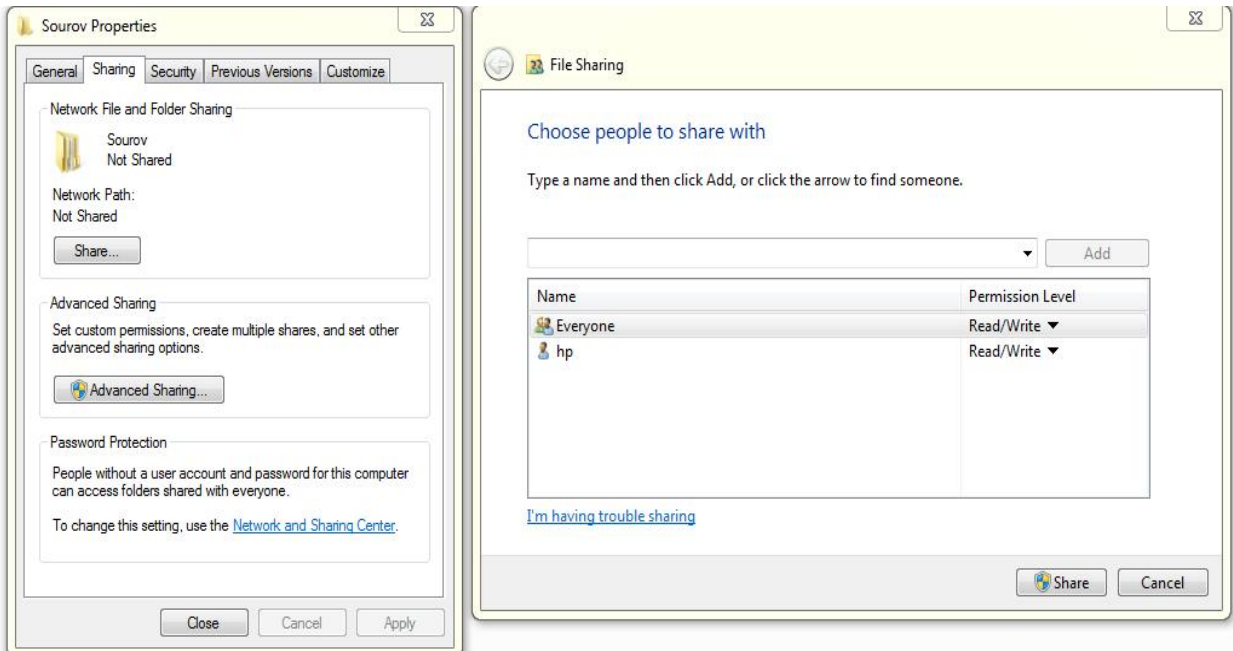 Sourov Properties
General Sharing Security Previous Versions Customize
Network File and Folder Sharing
Sourov
Not Shared
Network Path:
Not Shared
Share...
Advanced Sharing
Set custom permissions, create multiple shares, and set other
advanced sharing options.
Advanced Sharing...
Password Protection
People without a user account and password for this computer
can access folders shared with everyone.
To change this setting, use the Network and Sharing Center.
Close Cancel Apply
File Sharing
Choose people to share with
Type a name and then click Add, or click the arrow to find someone.
Add
Name Permission Level
Everyone Read/Write
hp Read/Write
I'm having trouble sharing
Share Cancel